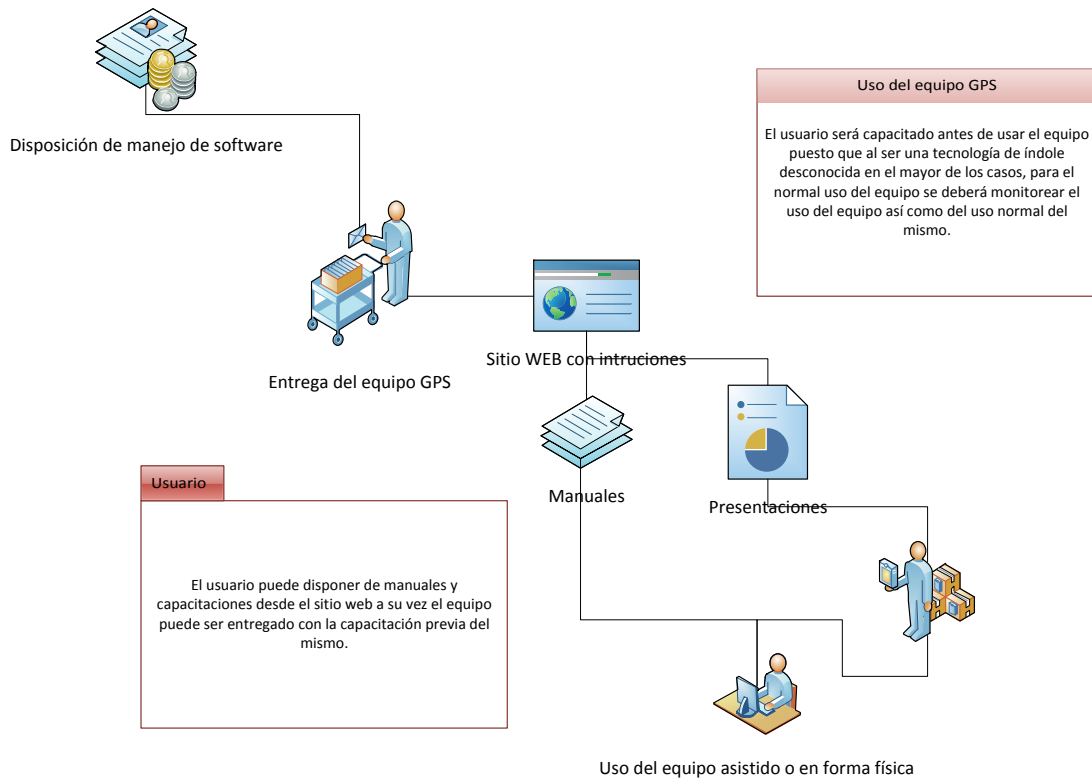 Disposición de manejo de software
Uso del equipo GPS
El usuario será capacitado antes de usar el equipo
puesto que al ser una tecnología de índole
desconocida en el mayor de los casos, para el
normal uso del equipo se deberá monitorear el
uso del equipo así como del uso normal del
mismo.
Entrega del equipo GPS
Sitio WEB con intruciones
Manuales
Presentaciones
Usuario
El usuario puede disponer de manuales y
capacitaciones desde el sitio web a su vez el equipo
puede ser entregado con la capacitación previa del
mismo.
Uso del equipo asistido o en forma física